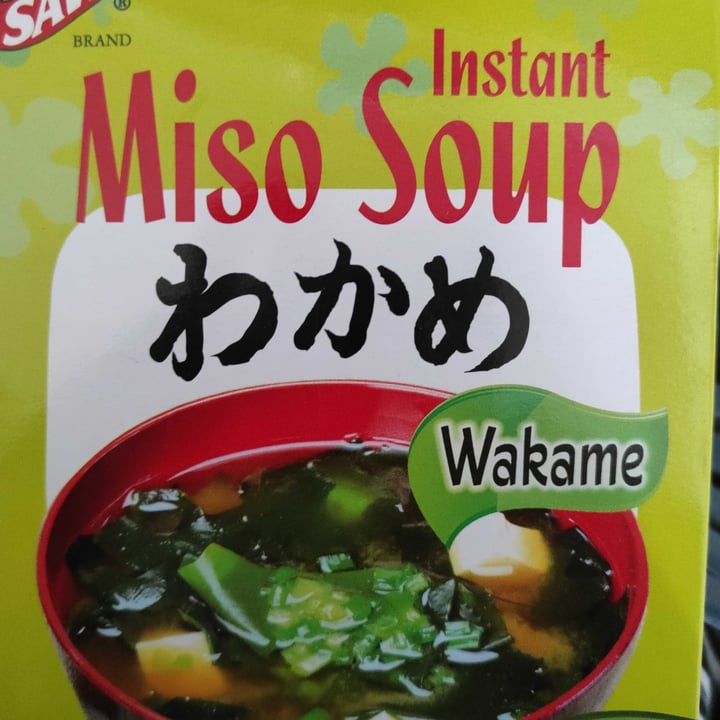 BRAND
Instant
Miso Soup
わかめ
Wakame